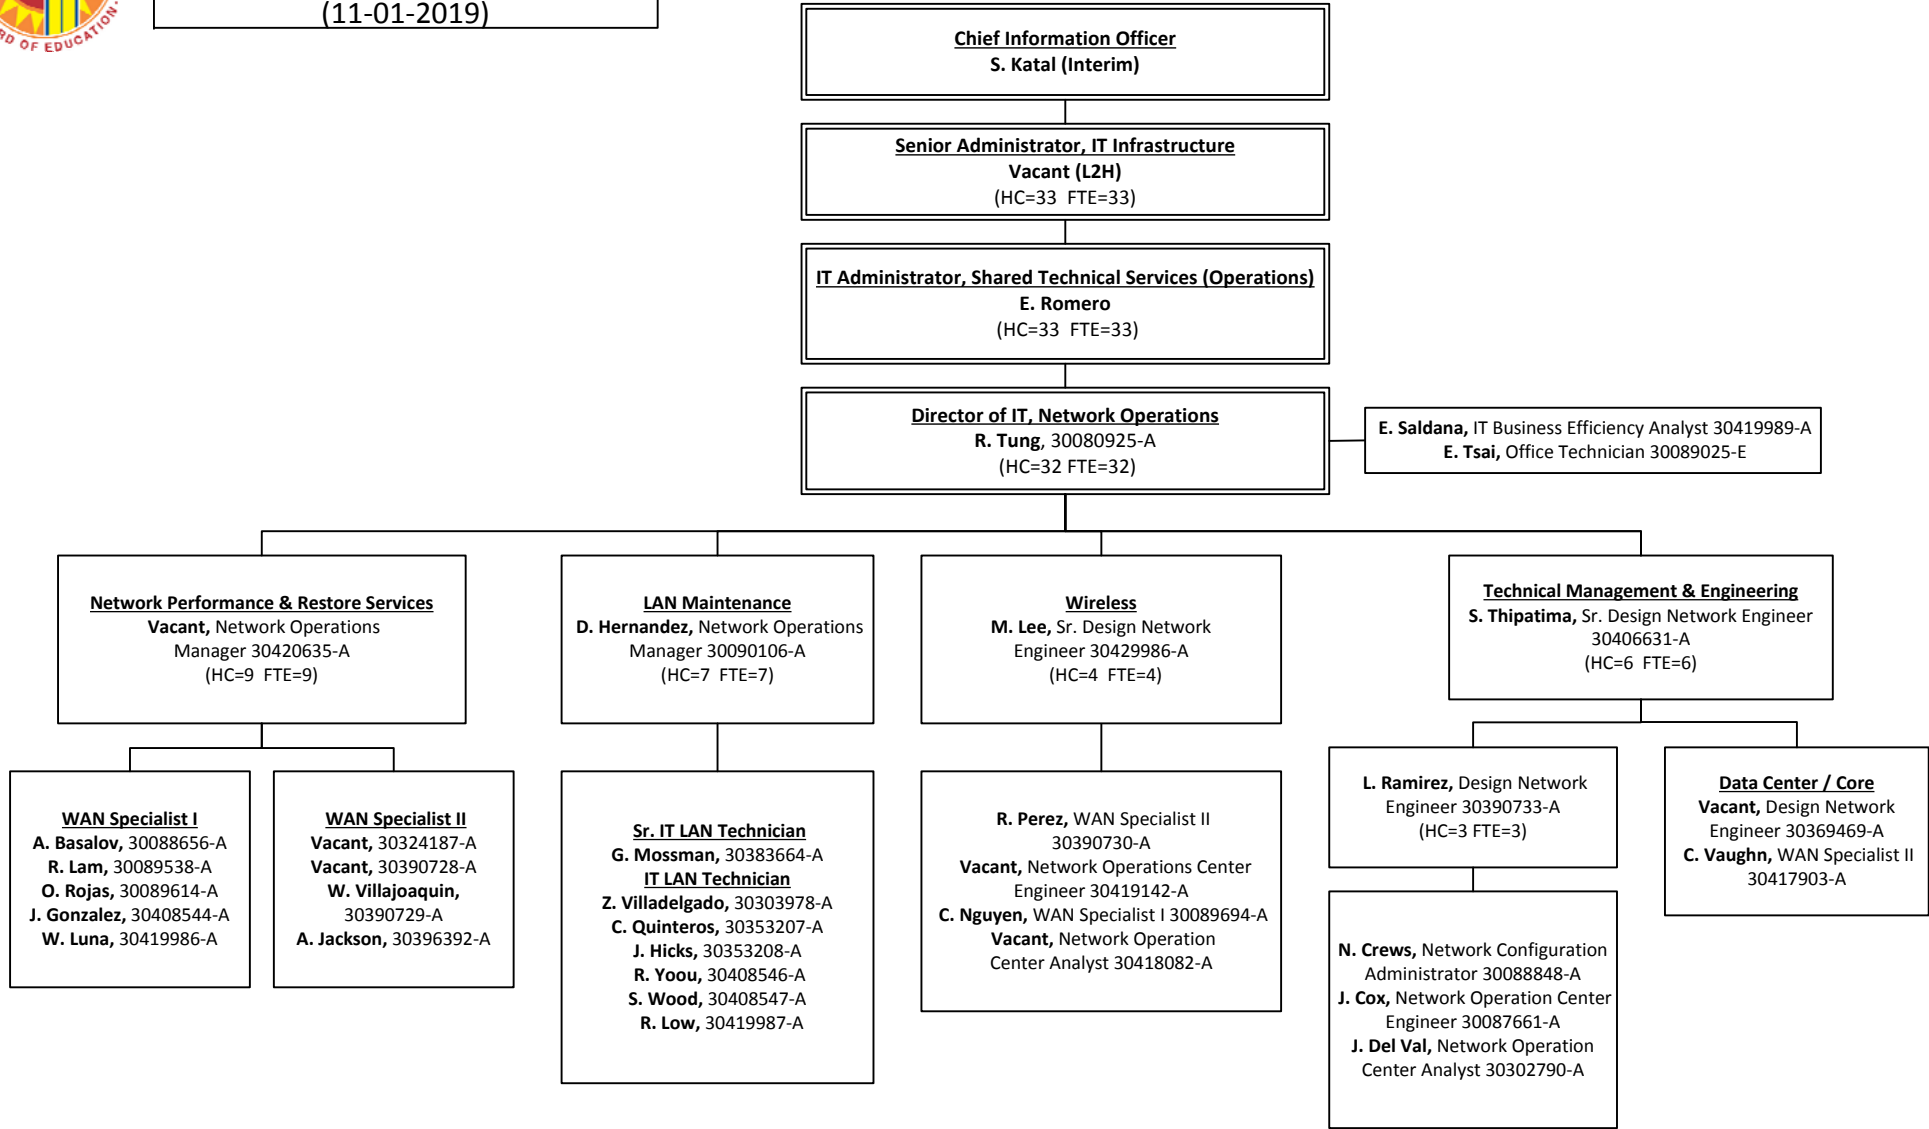 RD OF EDUCATION
(11-01-2019)
Chief Information Officer
S. Katal (Interim)
Senior Administrator, IT Infrastructure
Vacant (L2H)
(HC=33 FTE=33)
IT Administrator, Shared Technical Services (Operations)
E. Romero
(HC=33 FTE=33)
Director of IT, Network Operations
R. Tung, 30080925-A
(HC=32 FTE=32)
E. Saldana, IT Business Efficiency Analyst 30419989-A
E. Tsai, Office Technician 30089025-E
Network Performance & Restore Services
Vacant, Network Operations
Manager 30420635-A
(HC=9 FTE=9)
LAN Maintenance
D. Hernandez, Network Operations
Manager 30090106-A
(HC=7 FTE=7)
Wireless
M. Lee, Sr. Design Network
Engineer 30429986-A
(HC=4 FTE=4)
Technical Management & Engineering
S. Thipatima, Sr. Design Network Engineer
30406631-A
(HC=6 FTE=6)
WAN Specialist I
A. Basalov, 30088656-A
R. Lam, 30089538-A
O. Rojas, 30089614-A
J. Gonzalez, 30408544-A
W. Luna, 30419986-A
WAN Specialist II
Vacant, 30324187-A
Vacant, 30390728-A
W. Villajoaquin,
30390729-A
A. Jackson, 30396392-A
Sr. IT LAN Technician
G. Mossman, 30383664-A
IT LAN Technician
Z. Villadelgado, 30303978-A
C. Quinteros, 30353207-A
J. Hicks, 30353208-A
R. Yoou, 30408546-A
S. Wood, 30408547-A
R. Low, 30419987-A
R. Perez, WAN Specialist II
30390730-A
Vacant, Network Operations Center
Engineer 30419142-A
C. Nguyen, WAN Specialist I 30089694-A
Vacant, Network Operation
Center Analyst 30418082-A
L. Ramirez, Design Network
Engineer 30390733-A
(HC=3 FTE=3)
N. Crews, Network Configuration
Administrator 30088848-A
J. Cox, Network Operation Center
Engineer 30087661-A
J. Del Val, Network Operation
Center Analyst 30302790-A
Data Center / Core
Vacant, Design Network
Engineer 30369469-A
C. Vaughn, WAN Specialist II
30417903-A